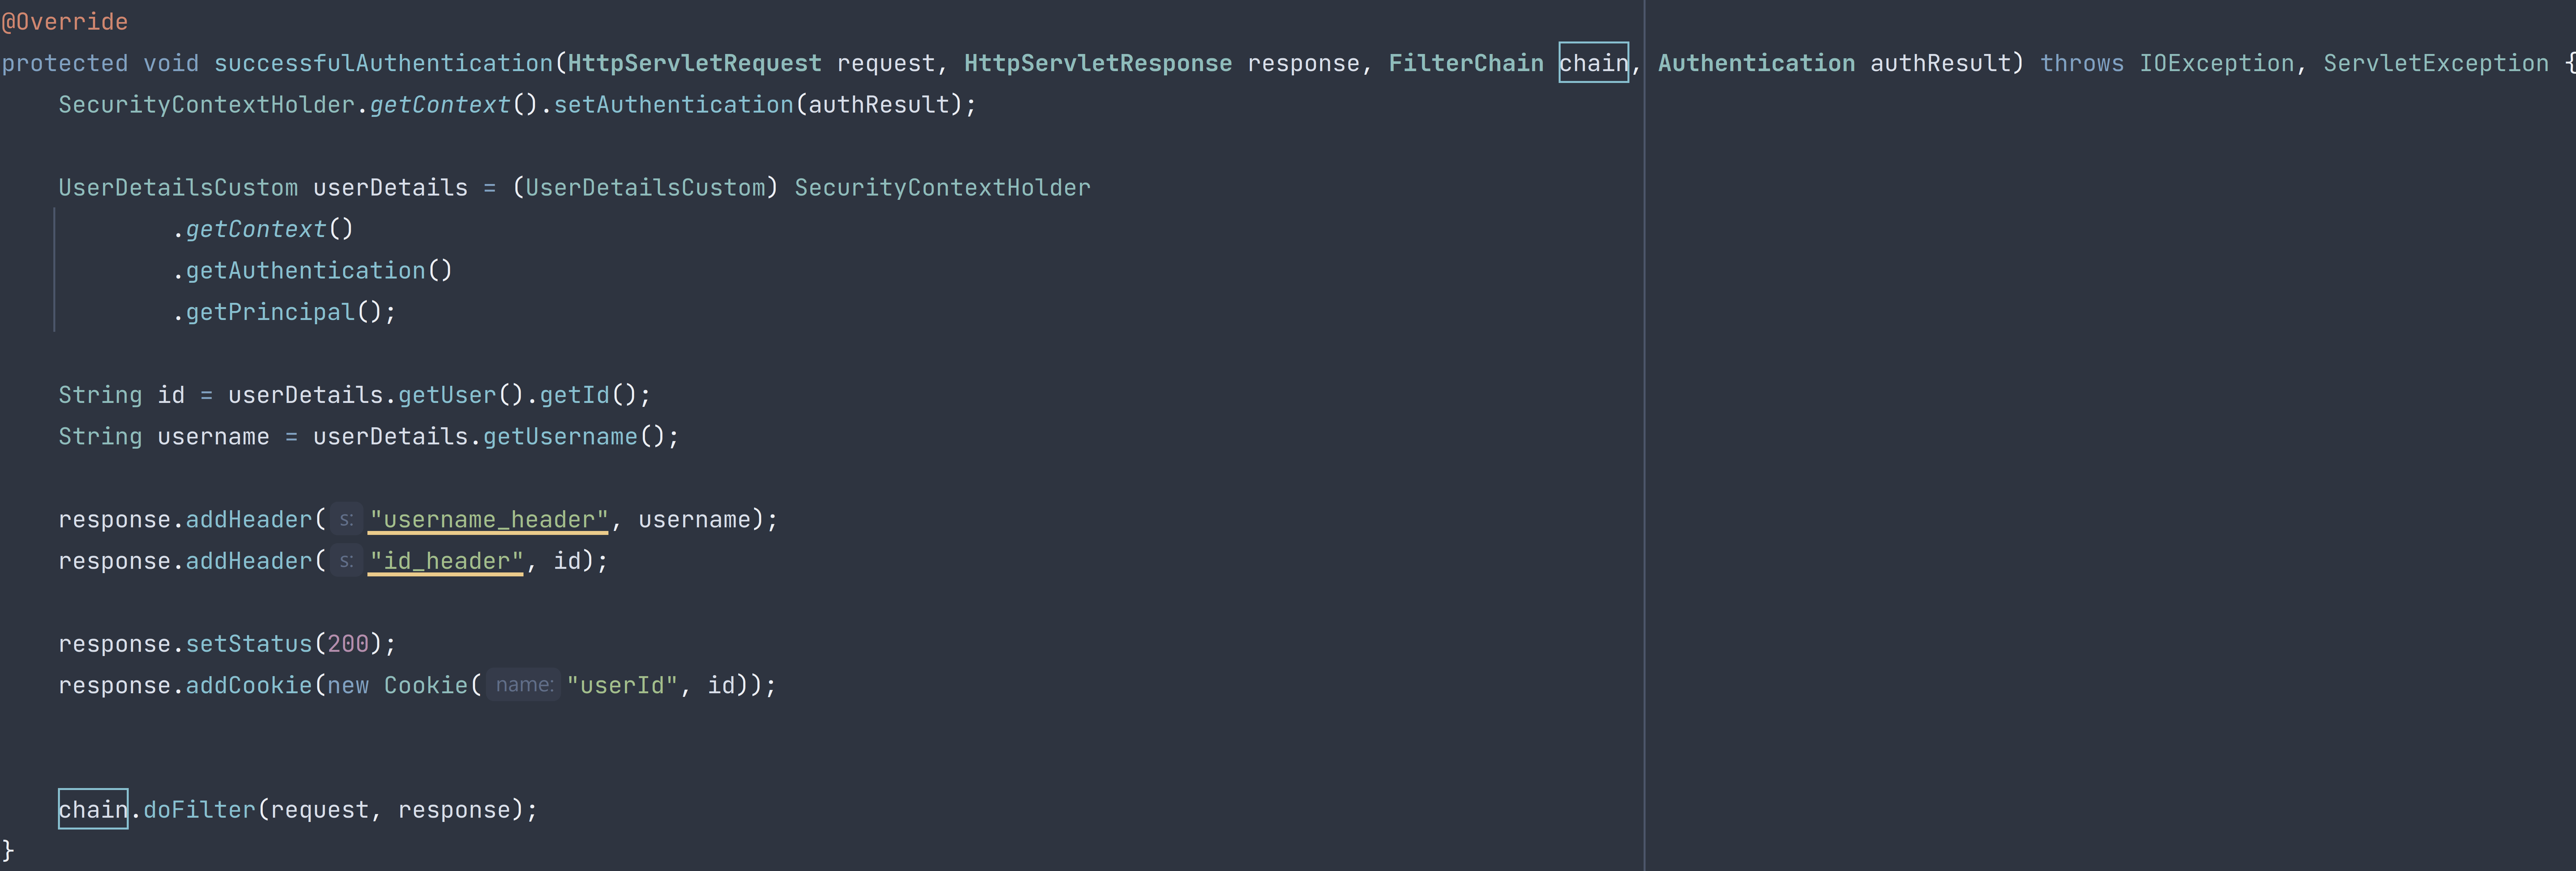 @Override
protected void successfulAuthentication(HttpServletRequest request, HttpServletResponse response, FilterChain chain, Authentication authResult) throws IOException, ServletException {
    SecurityContextHolder.getContext().setAuthentication(authResult);

    UserDetailsCustom userDetails = (UserDetailsCustom) SecurityContextHolder
            .getContext()
            .getAuthentication()
            .getPrincipal();

    String id = userDetails.getUser().getId();
    String username = userDetails.getUsername();

    response.addHeader( s: "username_header", username);
    response.addHeader( s: "id_header", id);

    response.setStatus(200);
    response.addCookie(new Cookie( name: "userId", id));

    chain.doFilter(request, response);
}